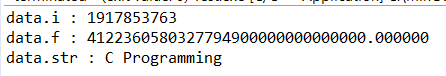 data.i : 1917853763
data.f : 4122360580327794900000000000000.000000
data.str : C Programming